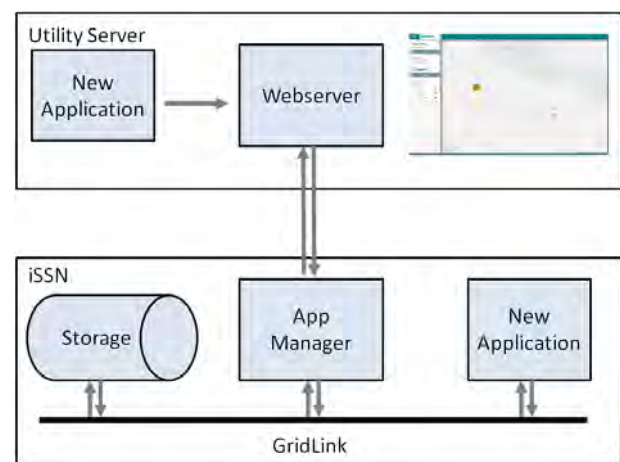 Utility Server
New
Application
Webserver
iSSN
Storage
App
Manager
New
Application
GridLink